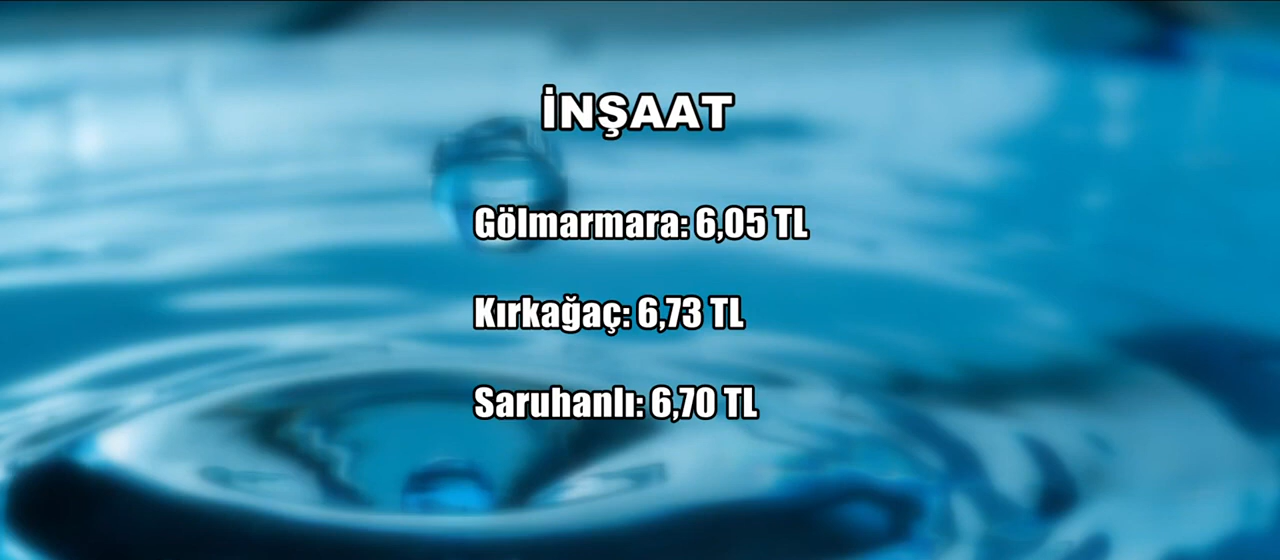 İNŞAAT
Gölmarmara: 6,05 TL
Kırkağaç: 6,73 TL
Saruhanlı: 6,70 TL